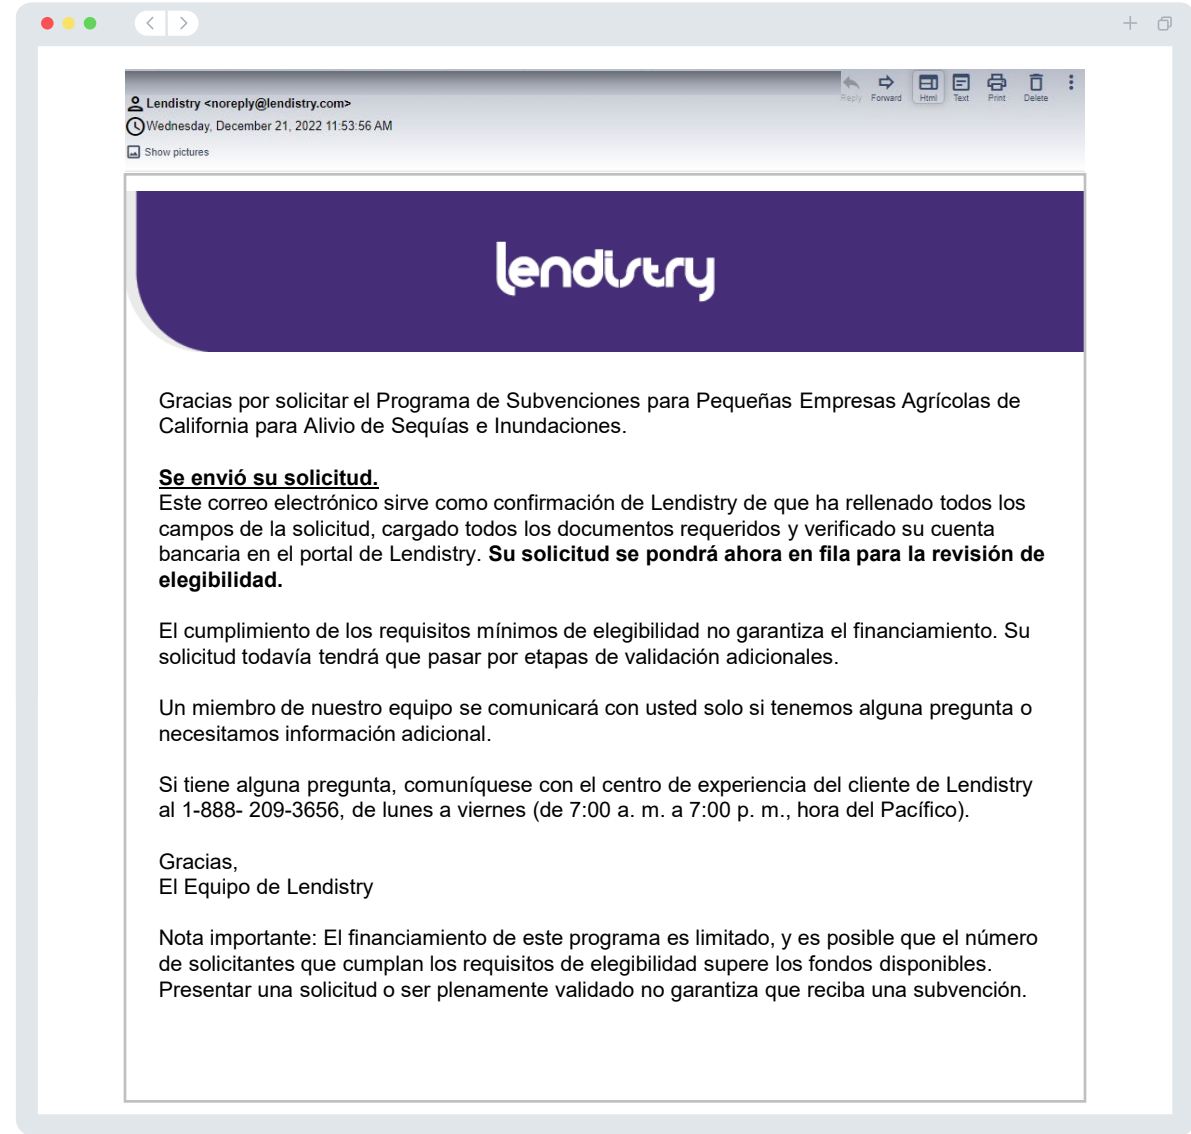 Lendistry <noreply@lendistry.com>
Wednesday, December 21, 2022 11:53:56 AM
Show pictures
Reply Forward Html Text Print Delete
lendistry
Gracias por solicitar el Programa de Subvenciones para Pequeñas Empresas Agrícolas de
California para Alivio de Sequías e Inundaciones.
Se envió su solicitud.
Este correo electrónico sirve como confirmación de Lendistry de que ha rellenado todos los
campos de la solicitud, cargado todos los documentos requeridos y verificado su cuenta
bancaria en el portal de Lendistry. Su solicitud se pondrá ahora en fila para la revisión de
elegibilidad.
El cumplimiento de los requisitos mínimos de elegibilidad no garantiza el financiamiento. Su
solicitud todavía tendrá que pasar por etapas de validación adicionales.
Un miembro de nuestro equipo se comunicará con usted solo si tenemos alguna pregunta o
necesitamos información adicional.
Si tiene alguna pregunta, comuníquese con el centro de experiencia del cliente de Lendistry
al 1-888- 209-3656, de lunes a viernes (de 7:00 a. m. a 7:00 p. m., hora del Pacífico).
Gracias,
El Equipo de Lendistry
Nota importante: El financiamiento de este programa es limitado, y es posible que el número
de solicitantes que cumplan los requisitos de elegibilidad supere los fondos disponibles.
Presentar una solicitud o ser plenamente validado no garantiza que reciba una subvención.